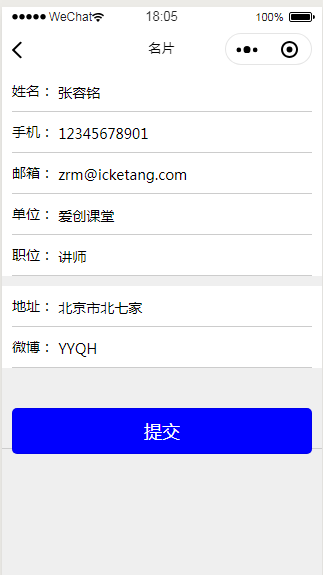 ●●●●● WeChat 18:05 100%
名片
姓名： 张容铭
手机： 12345678901
邮箱： zrm@icketang.com
单位： 爱创课堂
职位： 讲师
地址： 北京市北七家
微博： YYQH
提交